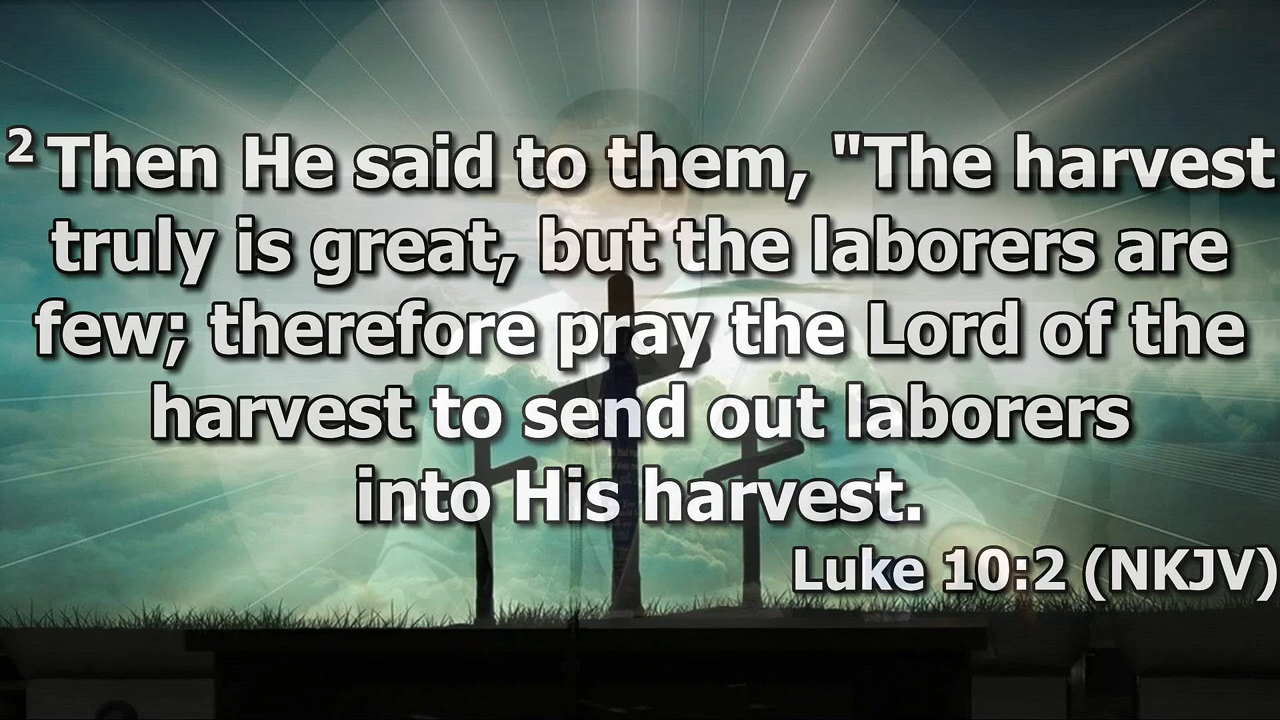 2 Then He said to them, "The harvest
truly is great, but the laborers are
few; therefore pray the Lord of the
harvest to send out laborers
into His harvest.
Luke 10:2 (NKJV)